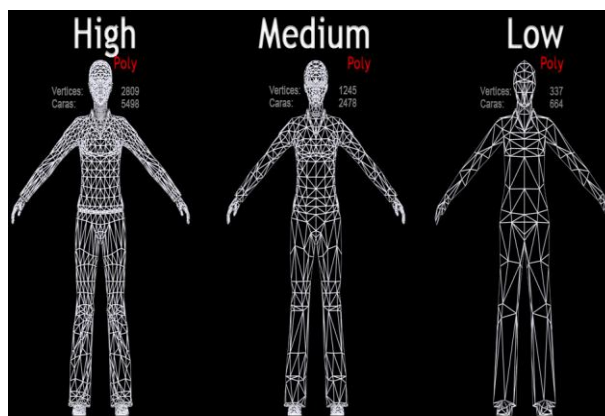 High
Poly
Vertices: 2809
Caras: 5498
Medium
Poly
Vertices: 1245
Caras: 2478
Low
Poly
Vertices: 337
Caras: 664